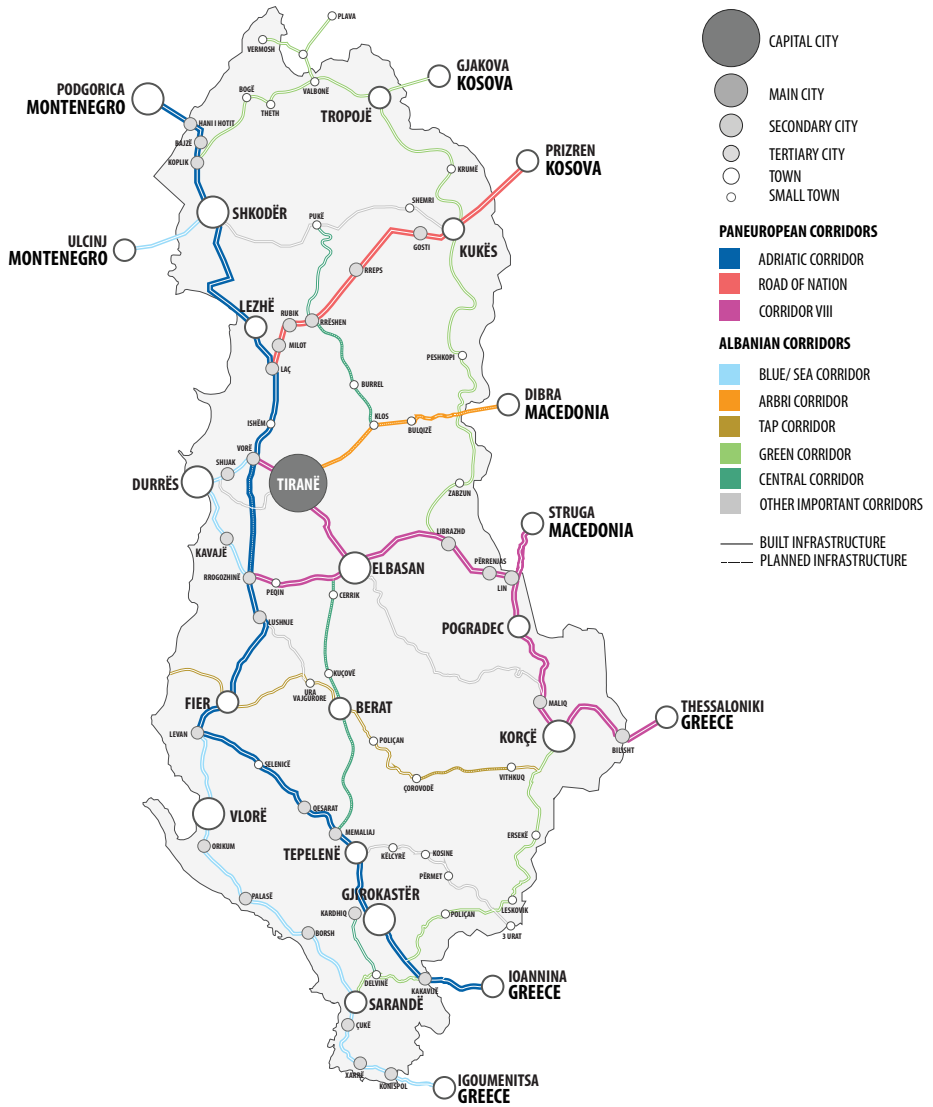 PLAVA
VERMOSH
GJAKOVA
KOSOVA
PODGORICA
MONTENEGRO
BOGË
VALBONË
THETH
TROPOJË
HANI I HOTIT
BAJZË
KOPLIK
PRIZREN
KOSOVA
KRUMË
SHKODËR
SHEMRI
PUKË
ULCINJ
MONTENEGRO
GOSTI
KUKËS
RREPS
LEZHË
RUBIK
RRËSHEN
MILOT
LAÇ
PESHKOPI
BURREL
DIBRA
MACEDONIA
ISHËM
KLOS
BULQIZË
VORË
SHIJAK
DURRËS
TIRANË
ZABZUN
STRUGA
MACEDONIA
LIBRAZHD
KAVAJË
ELBASAN
PËRRENJAS
LIN
RROGOZHINË
PEQIN
CERRIK
LUSHNJE
POGRADEC
KUÇOVË
URA
VAJGURORE
FIER
BERAT
MALIQ
THESSALONIKI
GREECE
LEVAN
POLIÇAN
KORÇË
BILISHT
SELENICË
VITHKUQ
ÇOROVODË
VLORË
QESARAT
MEMALIAJ
ERSEKË
ORIKUM
TEPELENË
KËLCYRË
KOSINE
PËRMET
GJIROKASTËR
PALASË
KARDHIQ
LESKOVIK
POLIÇAN
3 URAT
BORSH
DELVINË
KAKAVIJË
IOANNINA
GREECE
SARANDË
ÇUKË
XARRË
KONISPOL
IGOUMENITSA
GREECE
CAPITAL CITY
MAIN CITY
SECONDARY CITY
TERTIARY CITY
TOWN
SMALL TOWN
PANEUROPEAN CORRIDORS
ADRIATIC CORRIDOR
ROAD OF NATION
CORRIDOR VIII
ALBANIAN CORRIDORS
BLUE/ SEA CORRIDOR
ARBRI CORRIDOR
TAP CORRIDOR
GREEN CORRIDOR
CENTRAL CORRIDOR
OTHER IMPORTANT CORRIDORS
BUILT INFRASTRUCTURE
PLANNED INFRASTRUCTURE